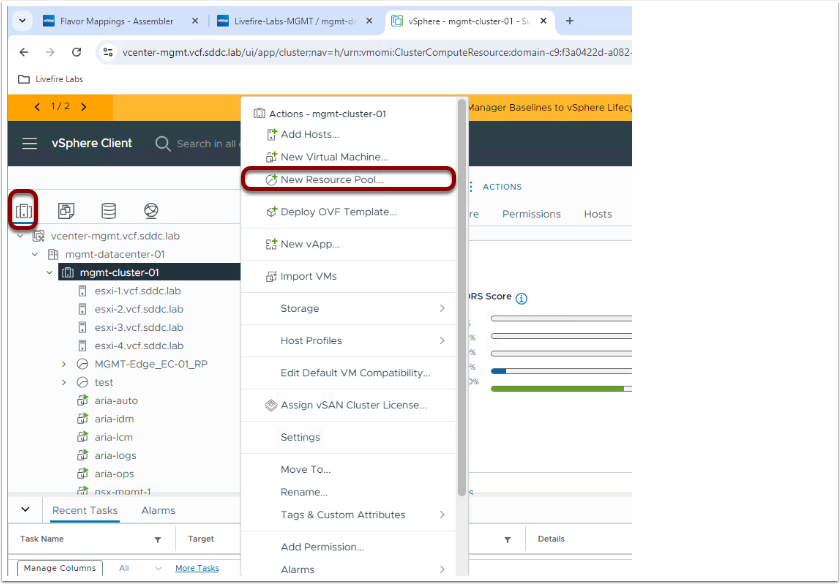 Flavor Mappings - Assembler
Livefire-Labs-MGMT / mgmt-da
vSphere - mgmt-cluster-01 - Su
vcenter-mgmt.vcf.sddc.lab/ui/app/cluster;nav=h/urn:vmomi:ClusterComputeResource:domain-c9:f3a0422d-a082-
Livefire Labs
1 / 2
Manager Baselines to vSphere Lifecy
vSphere Client
Search in all
Actions - mgmt-cluster-01
Add Hosts...
New Virtual Machine...
New Resource Pool...
Deploy OVF Template...
New vApp...
Import VMs
Storage
Host Profiles
Edit Default VM Compatibility...
Assign vSAN Cluster License...
Settings
Move To...
Rename...
Tags & Custom Attributes
Add Permission...
Alarms
ACTIONS
re
Permissions
Hosts
vcenter-mgmt.vcf.sddc.lab
mgmt-datacenter-01
mgmt-cluster-01
esxi-1.vcf.sddc.lab
esxi-2.vcf.sddc.lab
esxi-3.vcf.sddc.lab
esxi-4.vcf.sddc.lab
MGMT-Edge_EC-01_RP
test
aria-auto
aria-idm
aria-lcm
aria-logs
aria-ops
nsx-mgmt-1
DRS Score
%
%
%
%
0%
Recent Tasks
Alarms
Task Name
Target
Details
Manage Columns
All
More Tasks